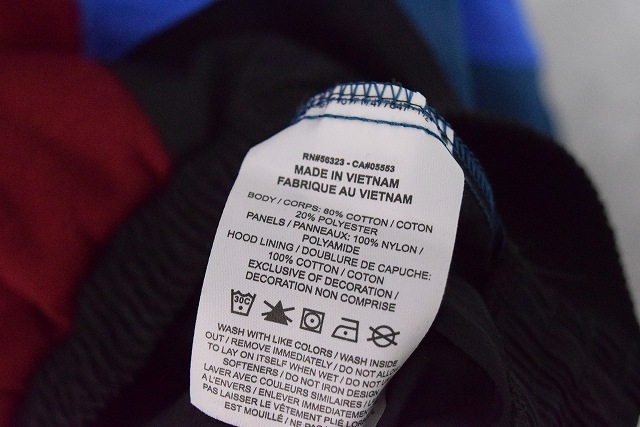 RN#56323 - CA#05553
MADE IN VIETNAM
FABRIQUE AU VIETNAM
BODY / CORPS: 80% COTTON / COTON
20% POLYESTER
PANELS / PANNEAUX: 100% NYLON /
POLYAMIDE
HOOD LINING / DOUBLURE DE CAPUCHE:
100% COTTON / COTON
EXCLUSIVE OF DECORATION /
DECORATION NON COMPRISE
30C
WASH WITH LIKE COLORS / WASH INSIDE
OUT / REMOVE IMMEDIATELY / DO NOT ALLOW
TO LAY ON ITSELF WHEN WET / DO NOT USE
SOFTENERS / DO NOT IRON DESIGN
LAVER AVEC COULEURS SIMILAIRES / LAVER
A L'ENVERS / ENLEVER IMMEDIATEMENT
PAS LAISSER LE VÊTEMENT PLIÉ LORSQU'IL
EST MOUILLÉ / NE PAS